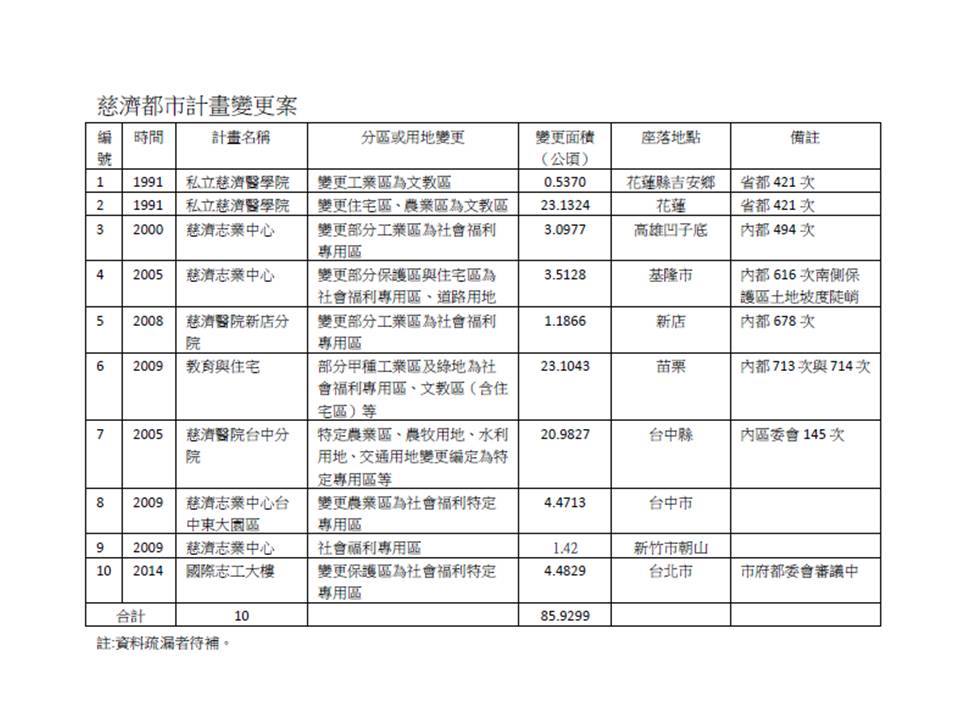 慈濟都市計畫變更案
編號 時間 計畫名稱 分區或用地變更 變更面積（公頃） 座落地點 備註
1 1991 私立慈濟醫學院 變更工業區為文教區 0.5370 花蓮縣吉安鄉 省都 421 次
2 1991 私立慈濟醫學院 變更住宅區、農業區為文教區 23.1324 花蓮 省都 421 次
3 2000 慈濟志業中心 變更部分工業區為社會福利專用區 3.0977 高雄凹子底 內都 494 次
4 2005 慈濟志業中心 變更部分保護區與住宅區為社會福利專用區、道路用地 3.5128 基隆市 內都 616 次南側保護區土地坡度陡峭
5 2008 慈濟醫院新店分院 變更部分工業區為社會福利專用區 1.1866 新店 內都 678 次
6 2009 教育與住宅 部分甲種工業區及綠地為社會福利專用區、文教區（含住宅區）等 23.1043 苗栗 內都 713 次與 714 次
7 2005 慈濟醫院台中分院 特定農業區、農牧用地、水利用地、交通用地變更編定為特定專用區等 20.9827 台中縣 內區委會 145 次
8 2009 慈濟志業中心台中東大園區 變更農業區為社會福利特定專用區 4.4713 台中市
9 2009 慈濟志業中心 社會福利專用區 1.42 新竹市朝山
10 2014 國際志工大樓 變更保護區為社會福利特定專用區 4.4829 台北市 市府都委會審議中
合計 10 85.9299
註:資料疏漏者待補。